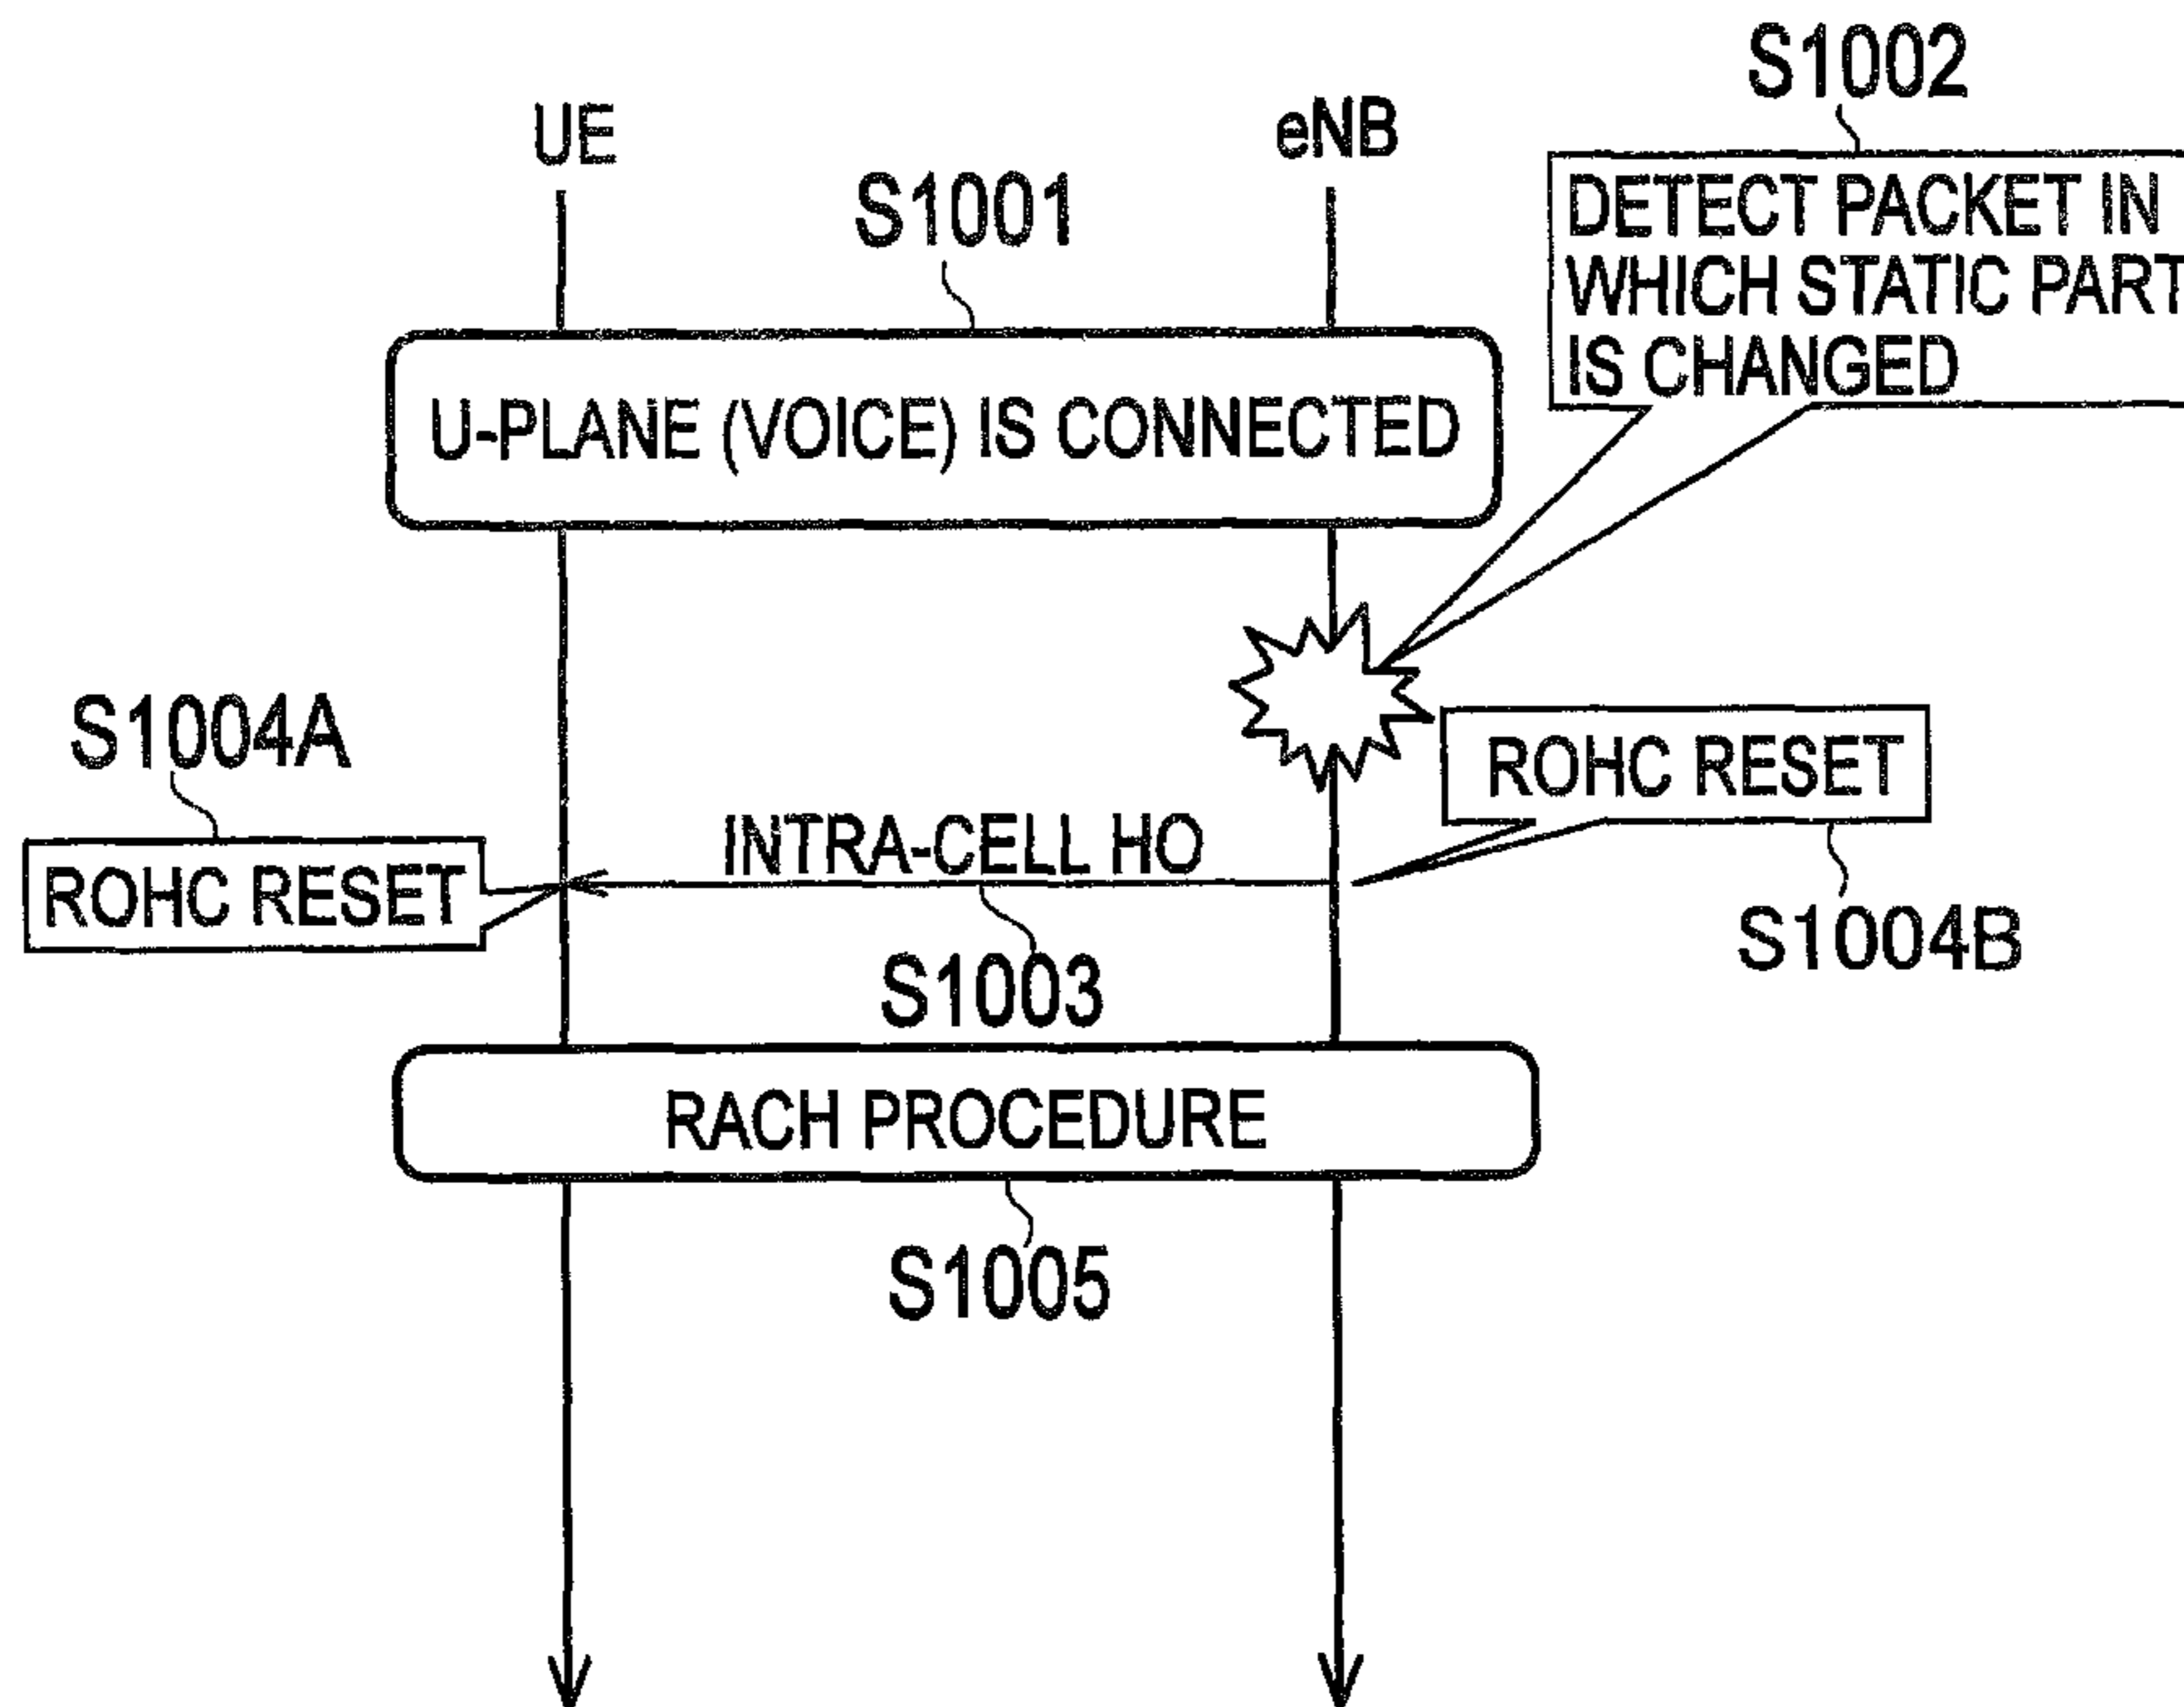 S1002
UE
eNB
S1001
DETECT PACKET IN
WHICH STATIC PART
IS CHANGED
U-PLANE (VOICE) IS CONNECTED
S1004A
ROHC RESET
INTRA-CELL HO
ROHC RESET
S1003
S1004B
RACH PROCEDURE
S1005